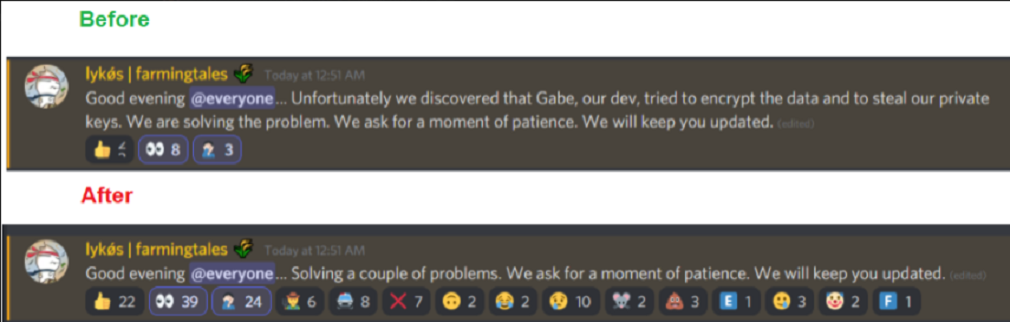 Before
lykøs | farmingtales Today at 12:51 AM
Good evening @everyone... Unfortunately we discovered that Gabe, our dev, tried to encrypt the data and to steal our private
keys. We are solving the problem. We ask for a moment of patience. We will keep you updated. (edited)
8 3
After
lykøs | farmingtales Today at 12:51 AM
Good evening @everyone... Solving a couple of problems. We ask for a moment of patience. We will keep you updated. (edited)
22 39 24 6 8 7 2 2 10 2 3 E 1 3 2 F 1